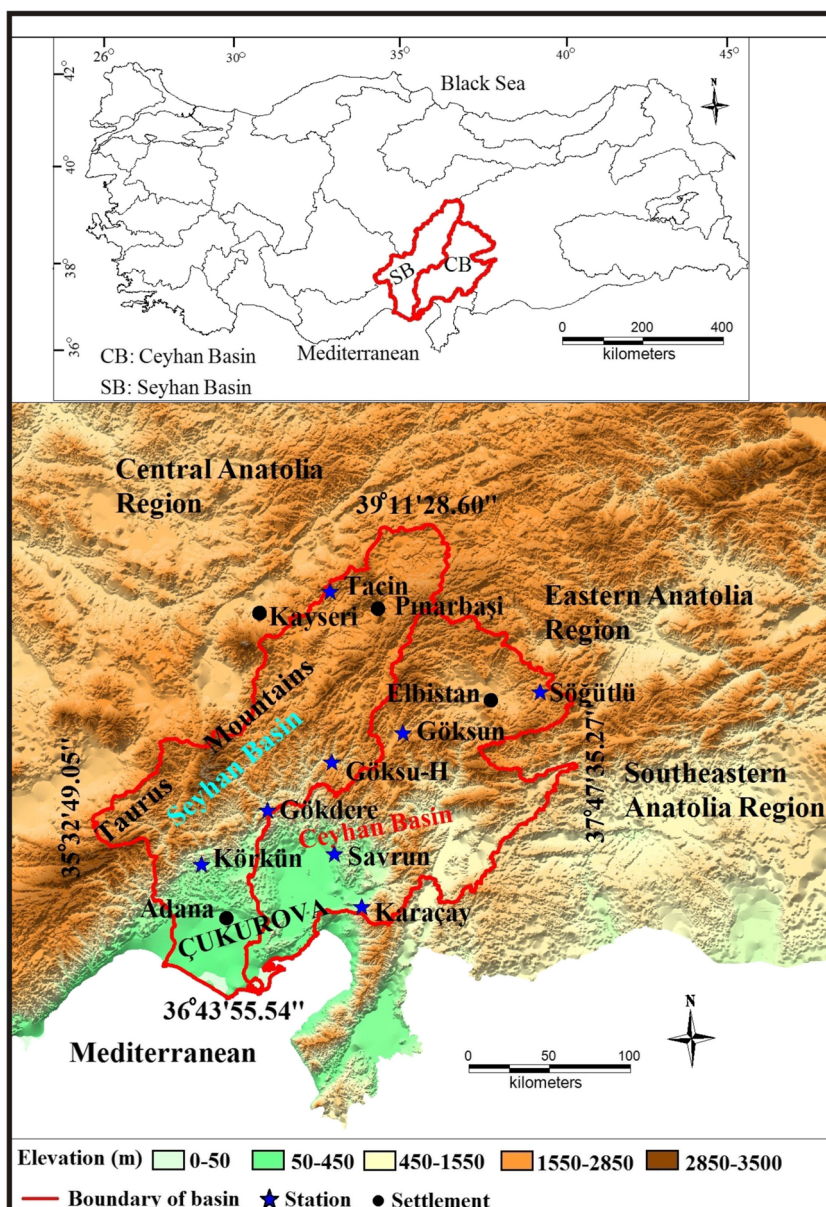 26° 30° 35° 40° 45°
42°
40°
38°
36°
Black Sea
N
SB
CB
0 200 400
kilometers
Mediterranean
CB: Ceyhan Basin
SB: Seyhan Basin
Central Anatolia
Region
39°11'28.60"
Taçin
Kayseri
Pınarbaşi
Eastern Anatolia
Region
Elbistan
Söğütlü
Taurus Mountains
Seyhan Basin
Göksun
Göksu-H
35°32'49.05"
37°47'35.27"
Southeastern
Anatolia Region
Gökdere
Ceyhan Basin
Körkün
Savrun
Adana
ÇUKUROVA
Karaçay
36°43'55.54"
Mediterranean
N
0 50 100
kilometers
Elevation (m) 0-50 50-450 450-1550 1550-2850 2850-3500
Boundary of basin Station Settlement